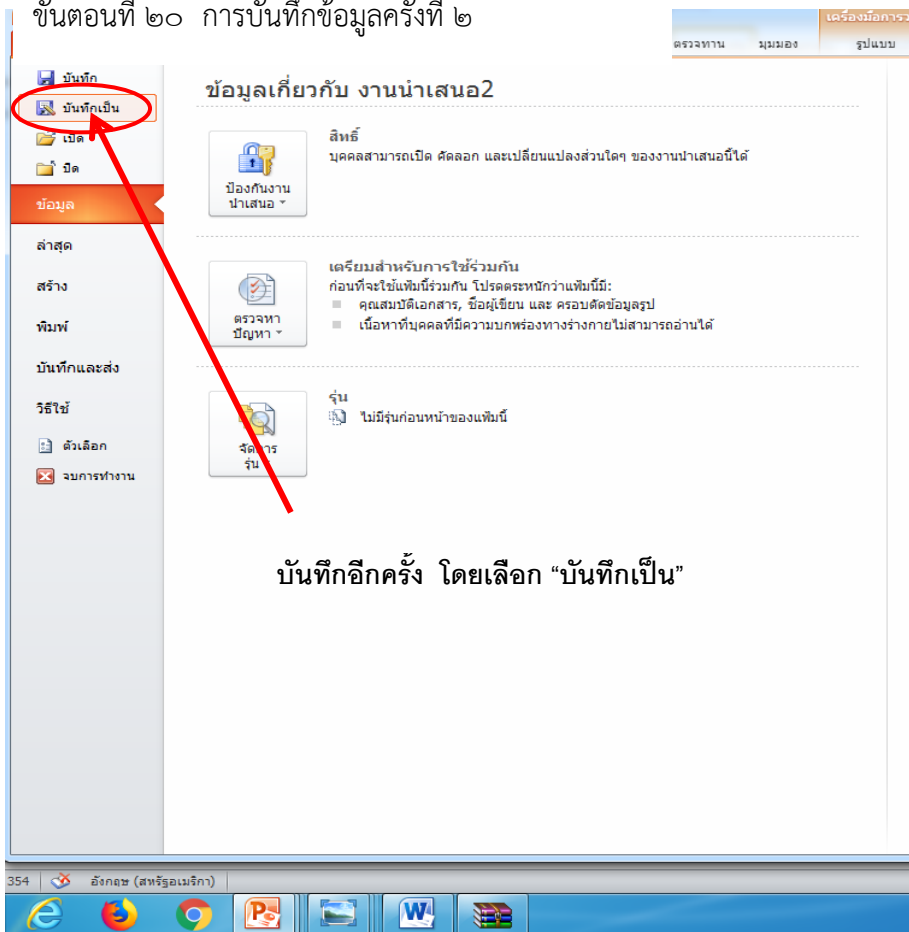 ขั้นตอนที่ ๒๐ การบันทึกข้อมูลครั้งที่ ๒
เครื่องมือการว
ตรวจทาน มุมมอง รูปแบบ
บันทึก
บันทึกเป็น
เปิด
ปิด
ข้อมูล
ล่าสุด
สร้าง
พิมพ์
บันทึกและส่ง
วิธีใช้
ตัวเลือก
จบการทำงาน
ข้อมูลเกี่ยวกับ งานนำเสนอ2
ป้องกันงาน
นำเสนอ
สิทธิ์
บุคคลสามารถเปิด คัดลอก และเปลี่ยนแปลงส่วนใดๆ ของงานนำเสนอนี้ได้
ตรวจหา
ปัญหา
เตรียมสำหรับการใช้ร่วมกัน
ก่อนที่จะใช้แฟ้มนี้ร่วมกัน โปรดตระหนักว่าแฟ้มนี้มี:
คุณสมบัติเอกสาร, ชื่อผู้เขียน และ ครอบตัดข้อมูลรูป
เนื้อหาที่บุคคลที่มีความบกพร่องทางร่างกายไม่สามารถอ่านได้
จัดการ
รุ่น
รุ่น
ไม่มีรุ่นก่อนหน้าของแฟ้มนี้
บันทึกอีกครั้ง โดยเลือก “บันทึกเป็น”
354 อังกฤษ (สหรัฐอเมริกา)